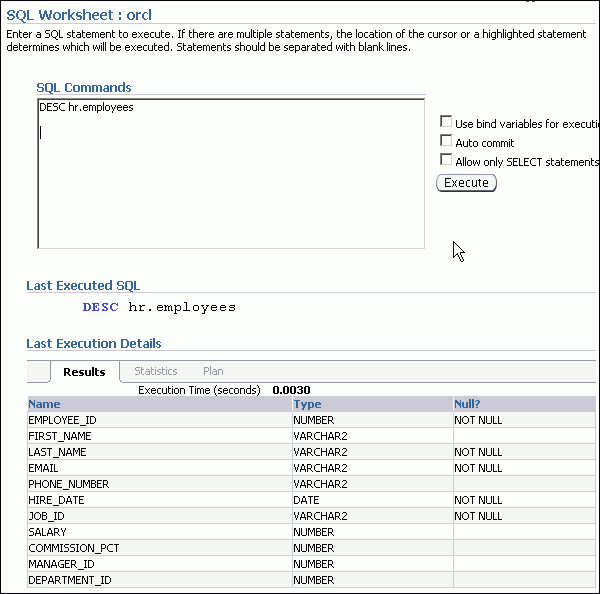 SQL Worksheet : orcl
Enter a SQL statement to execute. If there are multiple statements, the location of the cursor or a highlighted statement
determines which will be executed. Statements should be separated with blank lines.
SQL Commands
DESC hr.employees
Use bind variables for executi
Auto commit
Allow only SELECT statements
Execute
Last Executed SQL
DESC hr.employees
Last Execution Details
Results Statistics Plan
Execution Time (seconds) 0.0030
Name Type Null?
EMPLOYEE_ID NUMBER NOT NULL
FIRST_NAME VARCHAR2
LAST_NAME VARCHAR2 NOT NULL
EMAIL VARCHAR2 NOT NULL
PHONE_NUMBER VARCHAR2
HIRE_DATE DATE NOT NULL
JOB_ID VARCHAR2 NOT NULL
SALARY NUMBER
COMMISSION_PCT NUMBER
MANAGER_ID NUMBER
DEPARTMENT_ID NUMBER